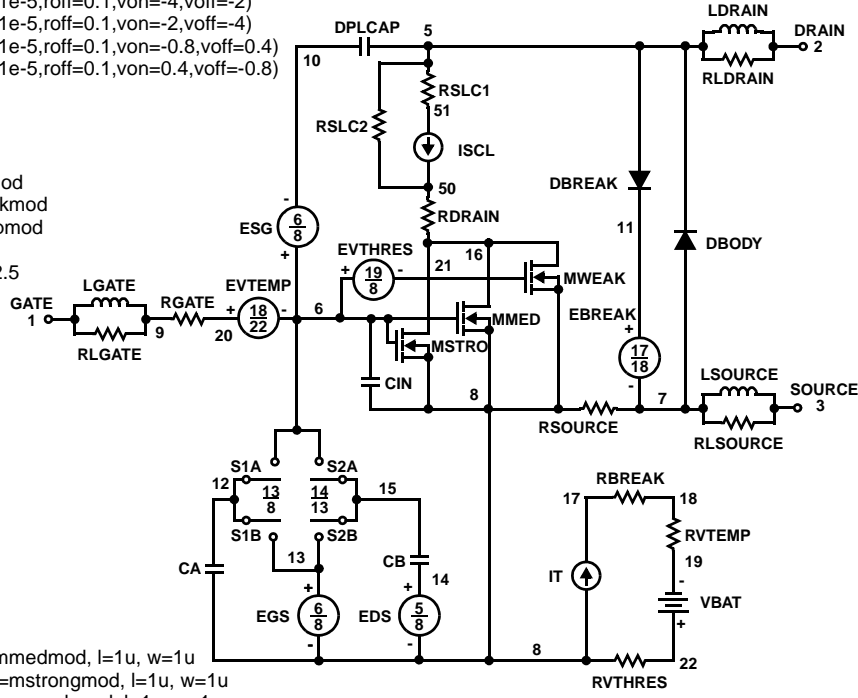 1e-5,roff=0.1,von=-4,voff=-2)
1e-5,roff=0.1,von=-2,voff=-4)
1e-5,roff=0.1,von=-0.8,voff=0.4)
1e-5,roff=0.1,von=0.4,voff=-0.8)
LDRAIN
DPLCAP 5 DRAIN
10 2
RLDRAIN
RSLC1
51
RSLC2
ISCL
od
kmod
omod
50
DBREAK
RDRAIN
11
ESG 6/8
- +
DBODY
EVTHRES
+ 19/8 -
21
16
MWEAK
2.5
LGATE
EVTEMP
GATE
1
RGATE
+ 18/22 -
6
EBREAK
+
MMED
9
20
RLGATE
MSTRO
17/18
-
LSOURCE
CIN
8
7
SOURCE
3
RSOURCE
RLSOURCE
S1A S2A
12
13/8
14/13
15
RBREAK
17 18
S1B S2B
13
RVTEMP
CB
19
CA
14
IT
-
VBAT
+
+ +
EGS 6/8
EDS 5/8
- -
8
22
RVTHRES
mmedmod, l=1u, w=1u
=mstrongmod, l=1u, w=1u